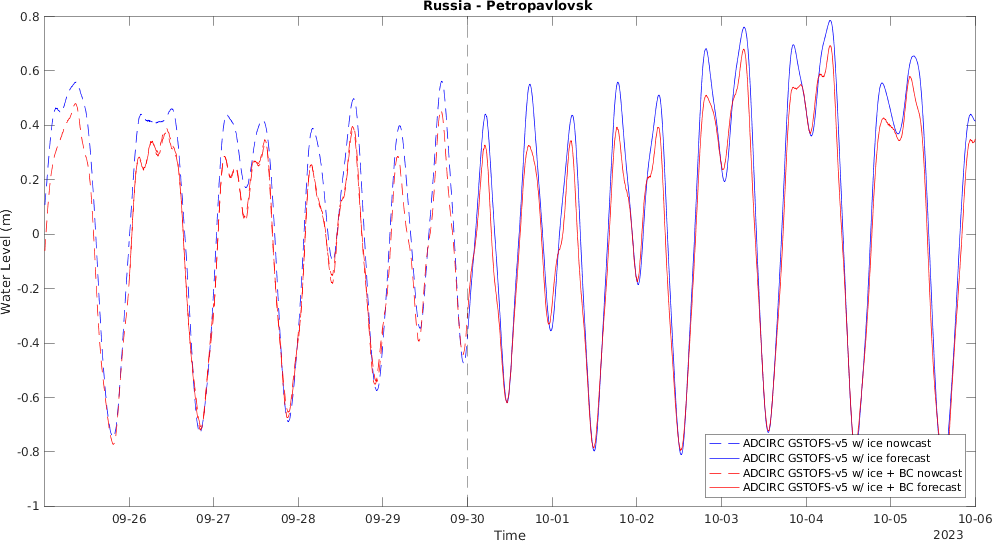 Russia - Petropavlovsk
0.8
0.6
0.4
0.2
0
-0.2
-0.4
-0.6
-0.8
-1
Water Level (m)
ADCIRC GSTOFS-v5 w/ ice nowcast
ADCIRC GSTOFS-v5 w/ ice forecast
ADCIRC GSTOFS-v5 w/ ice + BC nowcast
ADCIRC GSTOFS-v5 w/ ice + BC forecast
09-26 09-27 09-28 09-29 09-30 10-01 10-02 10-03 10-04 10-05 10-06
Time
2023